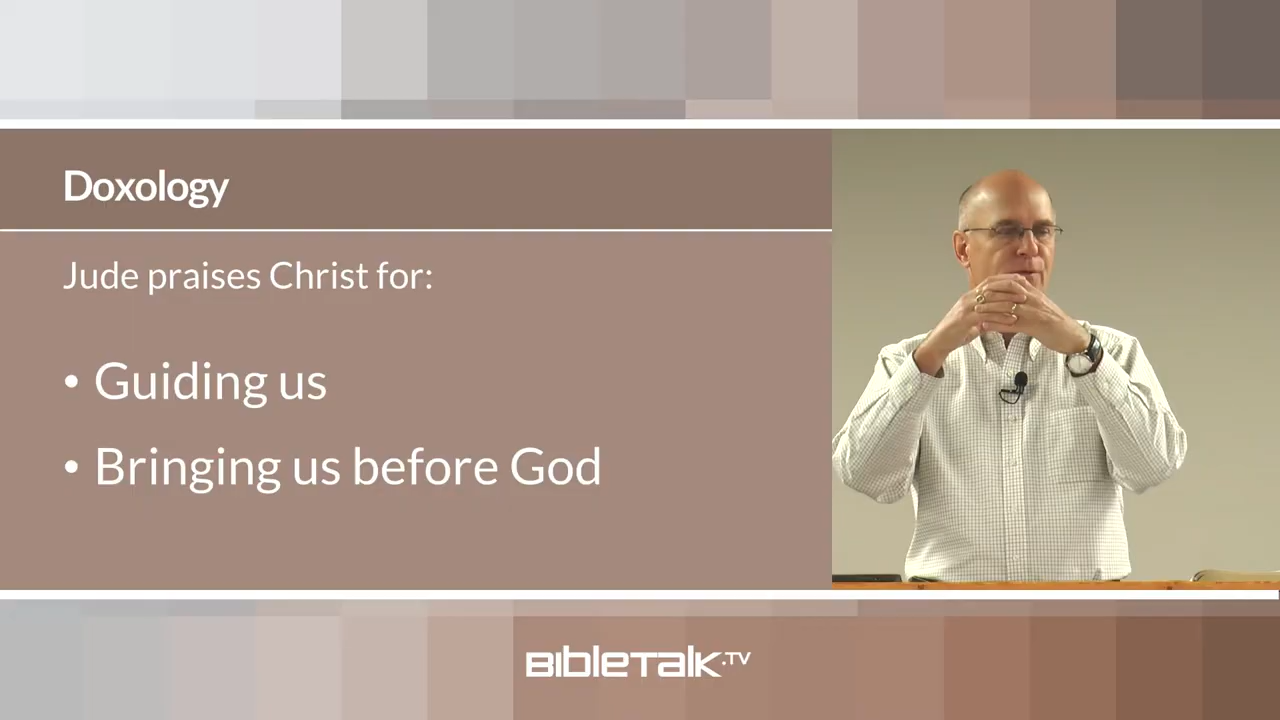 Doxology
Jude praises Christ for:
• Guiding us
• Bringing us before God
BIBLETALK.TV